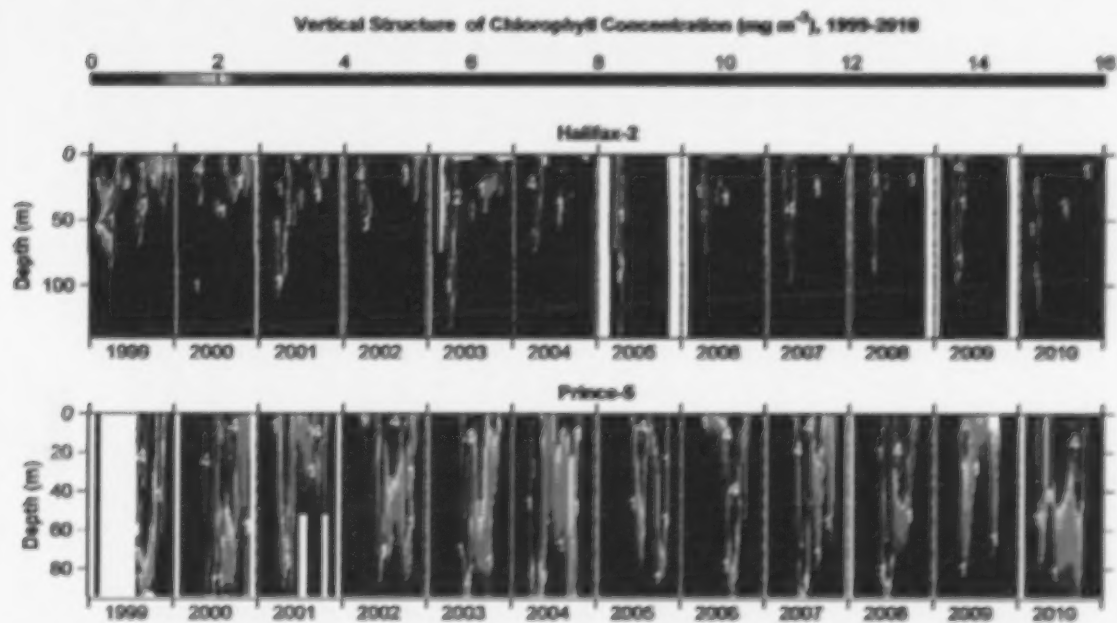 Vertical Structure of Chlorophyll Concentration (mg m⁻³), 1999-2010
0 2 4 6 8 10 12 14 16
Halifax-2
0
50
100
Depth (m)
1999 2000 2001 2002 2003 2004 2005 2006 2007 2008 2009 2010
Prince-5
0
20
40
60
80
Depth (m)
1999 2000 2001 2002 2003 2004 2005 2006 2007 2008 2009 2010